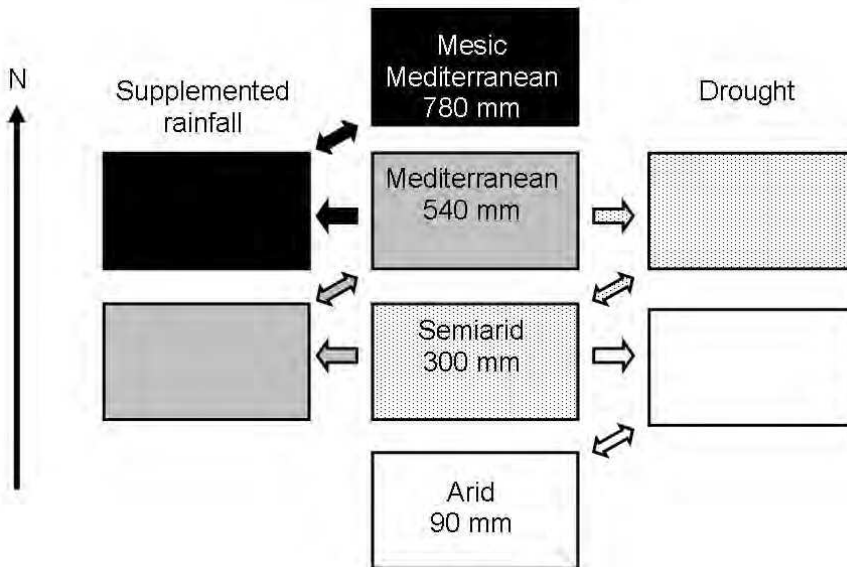 N
Supplemented
rainfall
Mesic
Mediterranean
780 mm
Drought
Mediterranean
540 mm
Semiarid
300 mm
Arid
90 mm